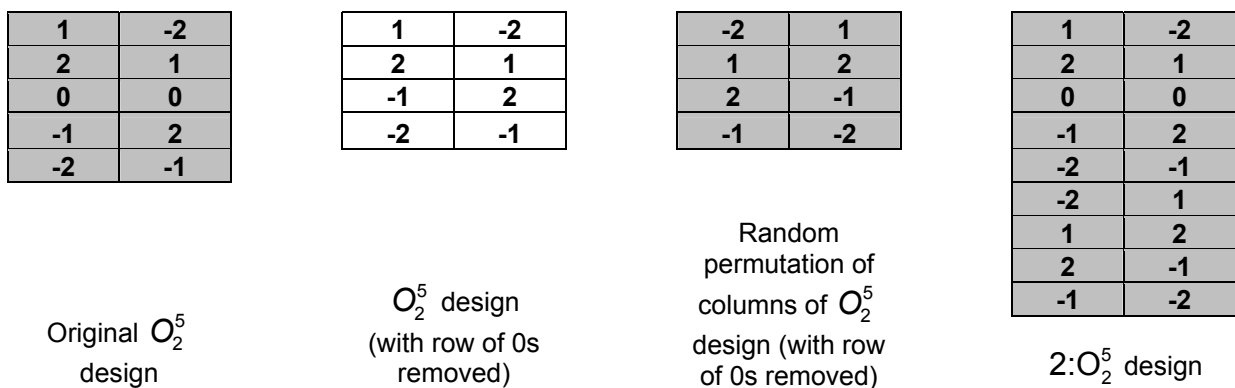 1 -2
2 1
0 0
-1 2
-2 -1
Original O₂⁵
design
1 -2
2 1
-1 2
-2 -1
O₂⁵ design
(with row of 0s
removed)
-2 1
1 2
2 -1
-1 -2
Random
permutation of
columns of O₂⁵
design (with row
of 0s removed)
1 -2
2 1
0 0
-1 2
-2 -1
-2 1
1 2
2 -1
-1 -2
2:O₂⁵ design